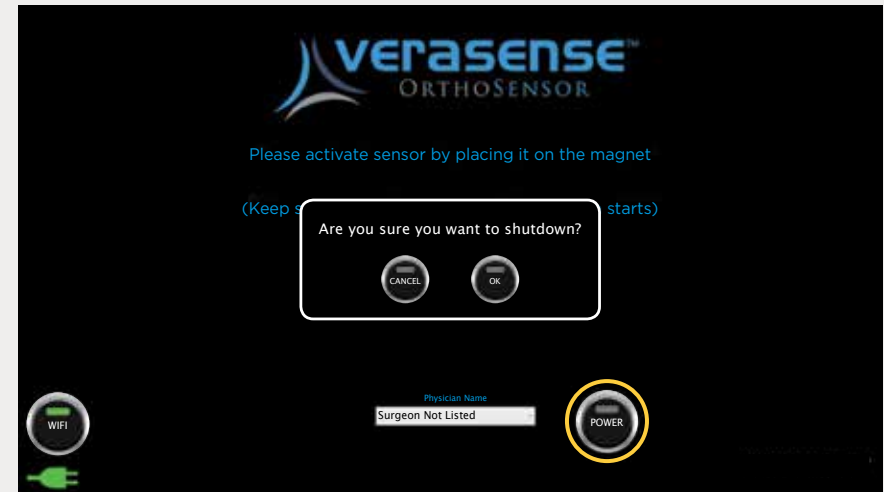 verasense™
ORTHOSENSOR
Please activate sensor by placing it on the magnet
(Keep s starts)
Are you sure you want to shutdown?
CANCEL OK
Physician Name
Surgeon Not Listed
WIFI POWER